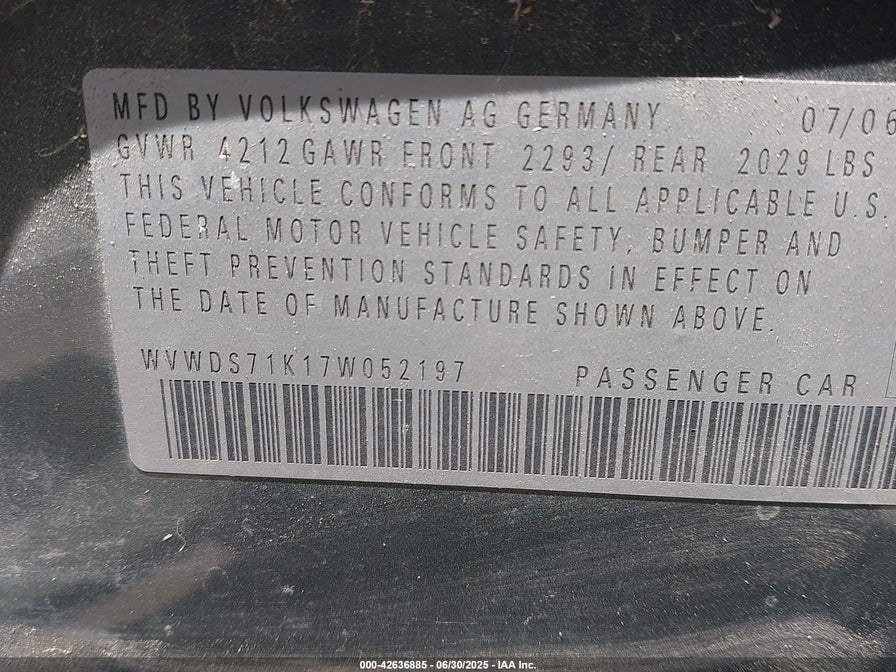 MFD BY VOLKSWAGEN AG GERMANY 07/06
GVWR 4212 GAWR FRONT 2293/ REAR 2029 LBS
THIS VEHICLE CONFORMS TO ALL APPLICABLE U.S.
FEDERAL MOTOR VEHICLE SAFETY, BUMPER AND
THEFT PREVENTION STANDARDS IN EFFECT ON
THE DATE OF MANUFACTURE SHOWN ABOVE.
WVWDS71K17W052197 PASSENGER CAR
000-42636885 - 06/30/2025 - IAA Inc.